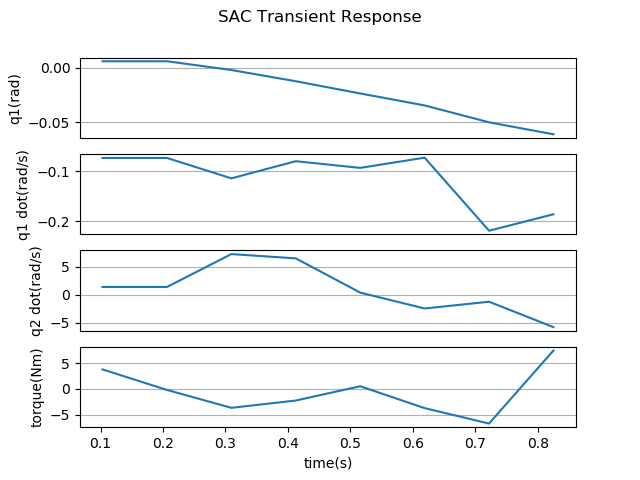 SAC Transient Response
0.00
−0.05
q1(rad)
−0.1
−0.2
q1 dot(rad/s)
5
0
−5
q2 dot(rad/s)
5
0
−5
torque(Nm)
0.1 0.2 0.3 0.4 0.5 0.6 0.7 0.8
time(s)